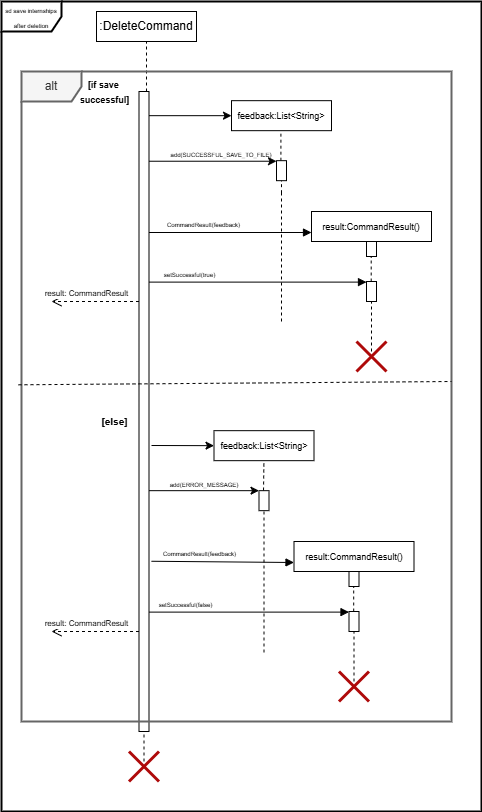 sd save internships
after deletion
:DeleteCommand
alt
[if save
successful]
feedback:List<String>
add(SUCCESSFUL_SAVE_TO_FILE)
CommandResult(feedback)
result:CommandResult()
setSuccessful(true)
result: CommandResult
[else]
feedback:List<String>
add(ERROR_MESSAGE)
CommandResult(feedback)
result:CommandResult()
setSuccessful(false)
result: CommandResult